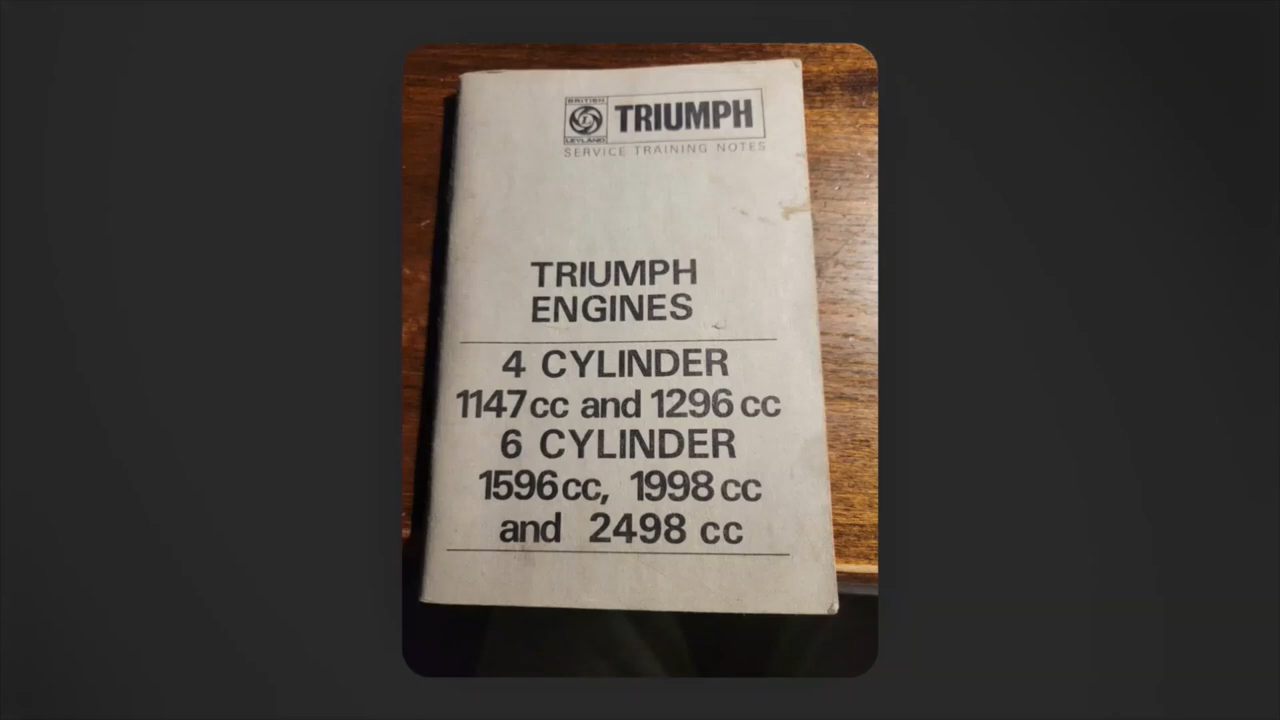 BRITISH
LEYLAND
TRIUMPH
SERVICE TRAINING NOTES
TRIUMPH
ENGINES
4 CYLINDER
1147 cc and 1296 cc
6 CYLINDER
1596 cc, 1998 cc
and 2498 cc